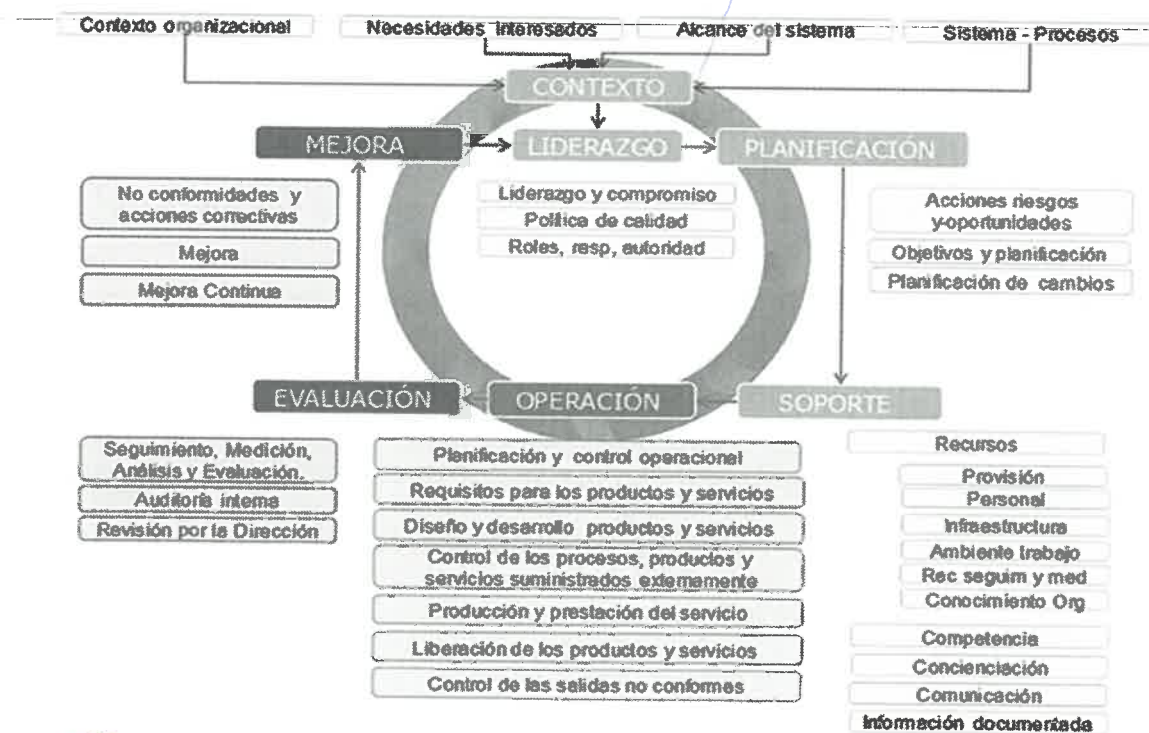 Contexto organizacional
Necesidades Interesados
Alcance del sistema
Sistema - Procesos
CONTEXTO
MEJORA
LIDERAZGO
PLANIFICACIÓN
No conformidades y
acciones correctivas
Mejora
Mejora Continua
Liderazgo y compromiso
Política de calidad
Roles, resp, autoridad
Acciones riesgos
y oportunidades
Objetivos y planificación
Planificación de cambios
EVALUACIÓN
OPERACIÓN
SOPORTE
Seguimiento, Medición,
Análisis y Evaluación.
Auditoría interna
Revisión por la Dirección
Planificación y control operacional
Requisitos para los productos y servicios
Diseño y desarrollo productos y servicios
Control de los procesos, productos y
servicios suministrados externamente
Producción y prestación del servicio
Liberación de los productos y servicios
Control de las salidas no conformes
Recursos
Provisión
Personal
Infraestructura
Ambiente trabajo
Rec seguim y med
Conocimiento Org
Competencia
Concienciación
Comunicación
Información documentada